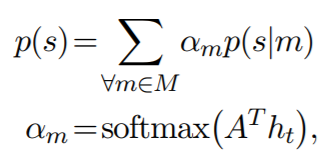 p(s) = ∑ α_m p(s|m)
∀m∈M
α_m = softmax(A^T h_t),